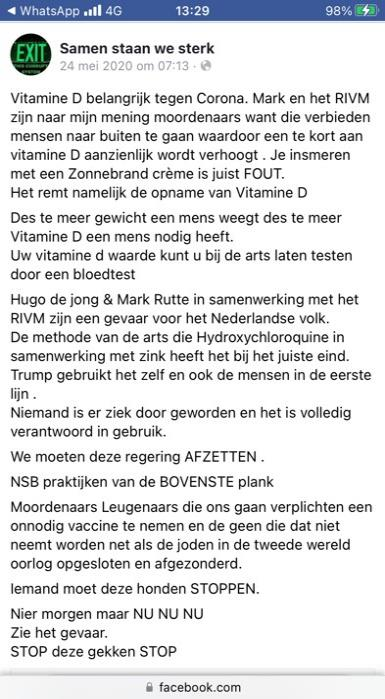 WhatsApp 4G 13:29 98%
EXIT
Samen staan we sterk
24 mei 2020 om 07:13 ·
Vitamine D belangrijk tegen Corona. Mark en het RIVM
zijn naar mijn mening moordenaars want die verbieden
mensen naar buiten te gaan waardoor een te kort aan
vitamine D aanzienlijk wordt verhoogt . Je insmeren
met een Zonnebrand crème is juist FOUT.
Het remt namelijk de opname van Vitamine D
Des te meer gewicht een mens weegt des te meer
Vitamine D een mens nodig heeft.
Uw vitamine d waarde kunt u bij de arts laten testen
door een bloedtest
Hugo de jong & Mark Rutte in samenwerking met het
RIVM zijn een gevaar voor het Nederlandse volk.
De methode van de arts die Hydroxychloroquine in
samenwerking met zink heeft het bij het juiste eind.
Trump gebruikt het zelf en ook de mensen in de eerste
lijn .
Niemand is er ziek door geworden en het is volledig
verantwoord in gebruik.
We moeten deze regering AFZETTEN .
NSB praktijken van de BOVENSTE plank
Moordenaars Leugenaars die ons gaan verplichten een
onnodig vaccine te nemen en de geen die dat niet
neemt worden net als de joden in de tweede wereld
oorlog opgesloten en afgezonderd.
Iemand moet deze honden STOPPEN.
Nier morgen maar NU NU NU
Zie het gevaar.
STOP deze gekken STOP
facebook.com